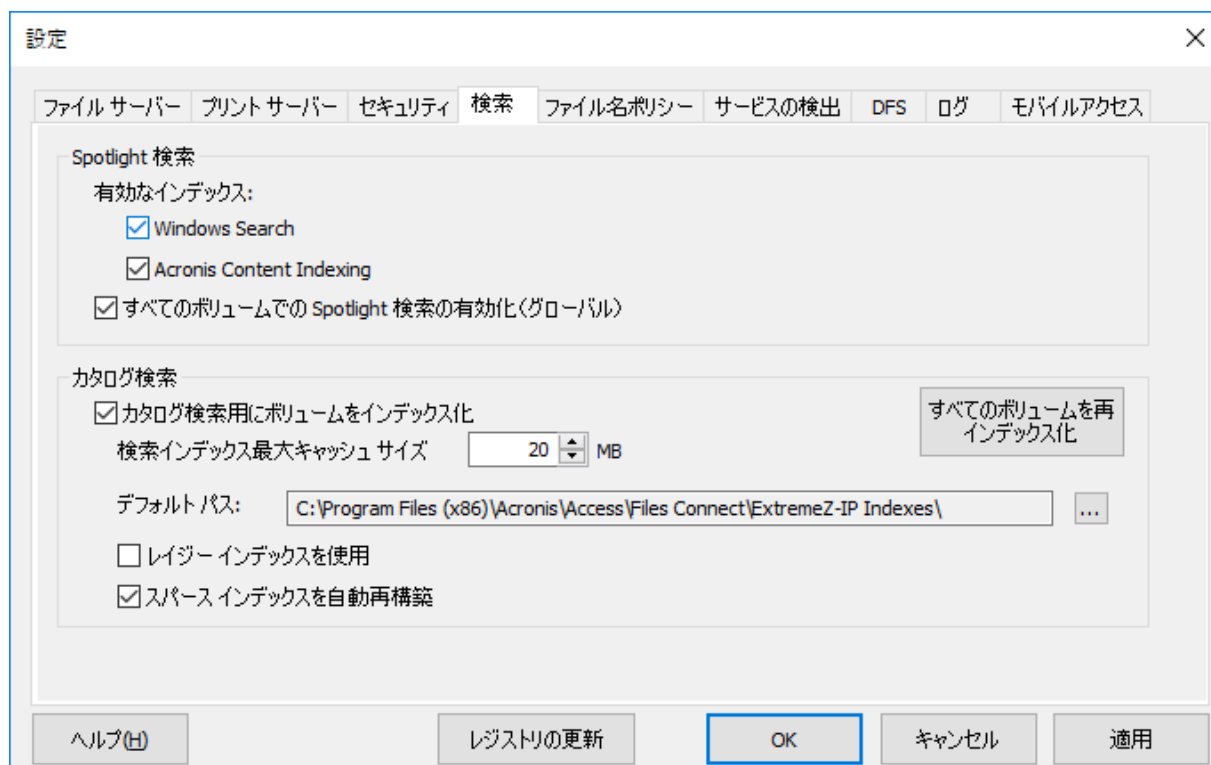 設定
ファイル サーバー プリント サーバー セキュリティ 検索 ファイル名ポリシー サービスの検出 DFS ログ モバイルアクセス
Spotlight 検索
有効なインデックス:
Windows Search
Acronis Content Indexing
すべてのボリュームでの Spotlight 検索の有効化(グローバル)
カタログ検索
カタログ検索用にボリュームをインデックス化
すべてのボリュームを再
インデックス化
検索インデックス最大キャッシュ サイズ 20 MB
デフォルト パス: C:\Program Files (x86)\Acronis\Access\Files Connect\ExtremeZ-IP Indexes\ ...
レイジー インデックスを使用
スパース インデックスを自動再構築
ヘルプ(H) レジストリの更新 OK キャンセル 適用